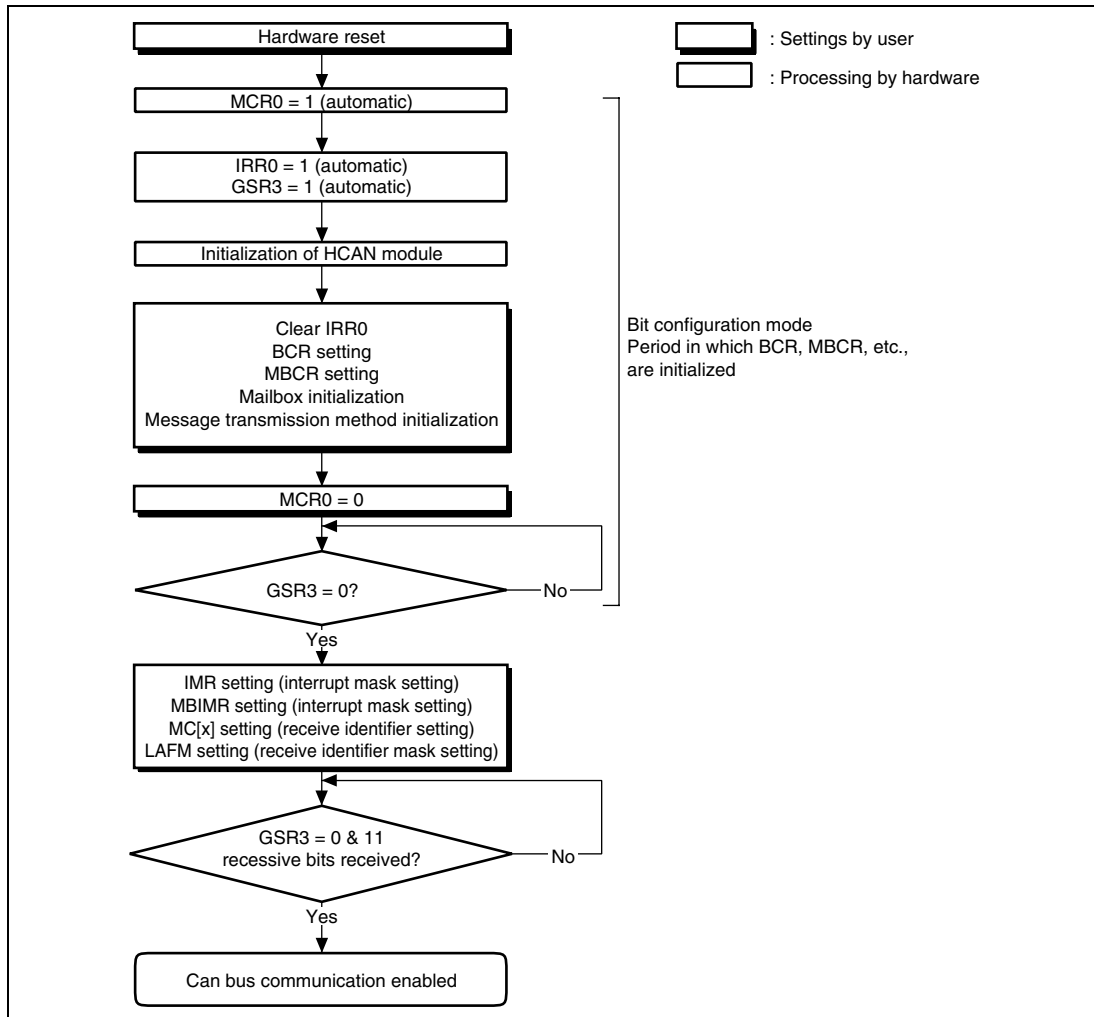 Hardware reset
: Settings by user
: Processing by hardware
MCR0 = 1 (automatic)
IRR0 = 1 (automatic)
GSR3 = 1 (automatic)
Initialization of HCAN module
Clear IRR0
BCR setting
MBCR setting
Mailbox initialization
Message transmission method initialization
Bit configuration mode
Period in which BCR, MBCR, etc.,
are initialized
MCR0 = 0
GSR3 = 0?
No
Yes
IMR setting (interrupt mask setting)
MBIMR setting (interrupt mask setting)
MC[x] setting (receive identifier setting)
LAFM setting (receive identifier mask setting)
GSR3 = 0 & 11
recessive bits received?
No
Yes
Can bus communication enabled